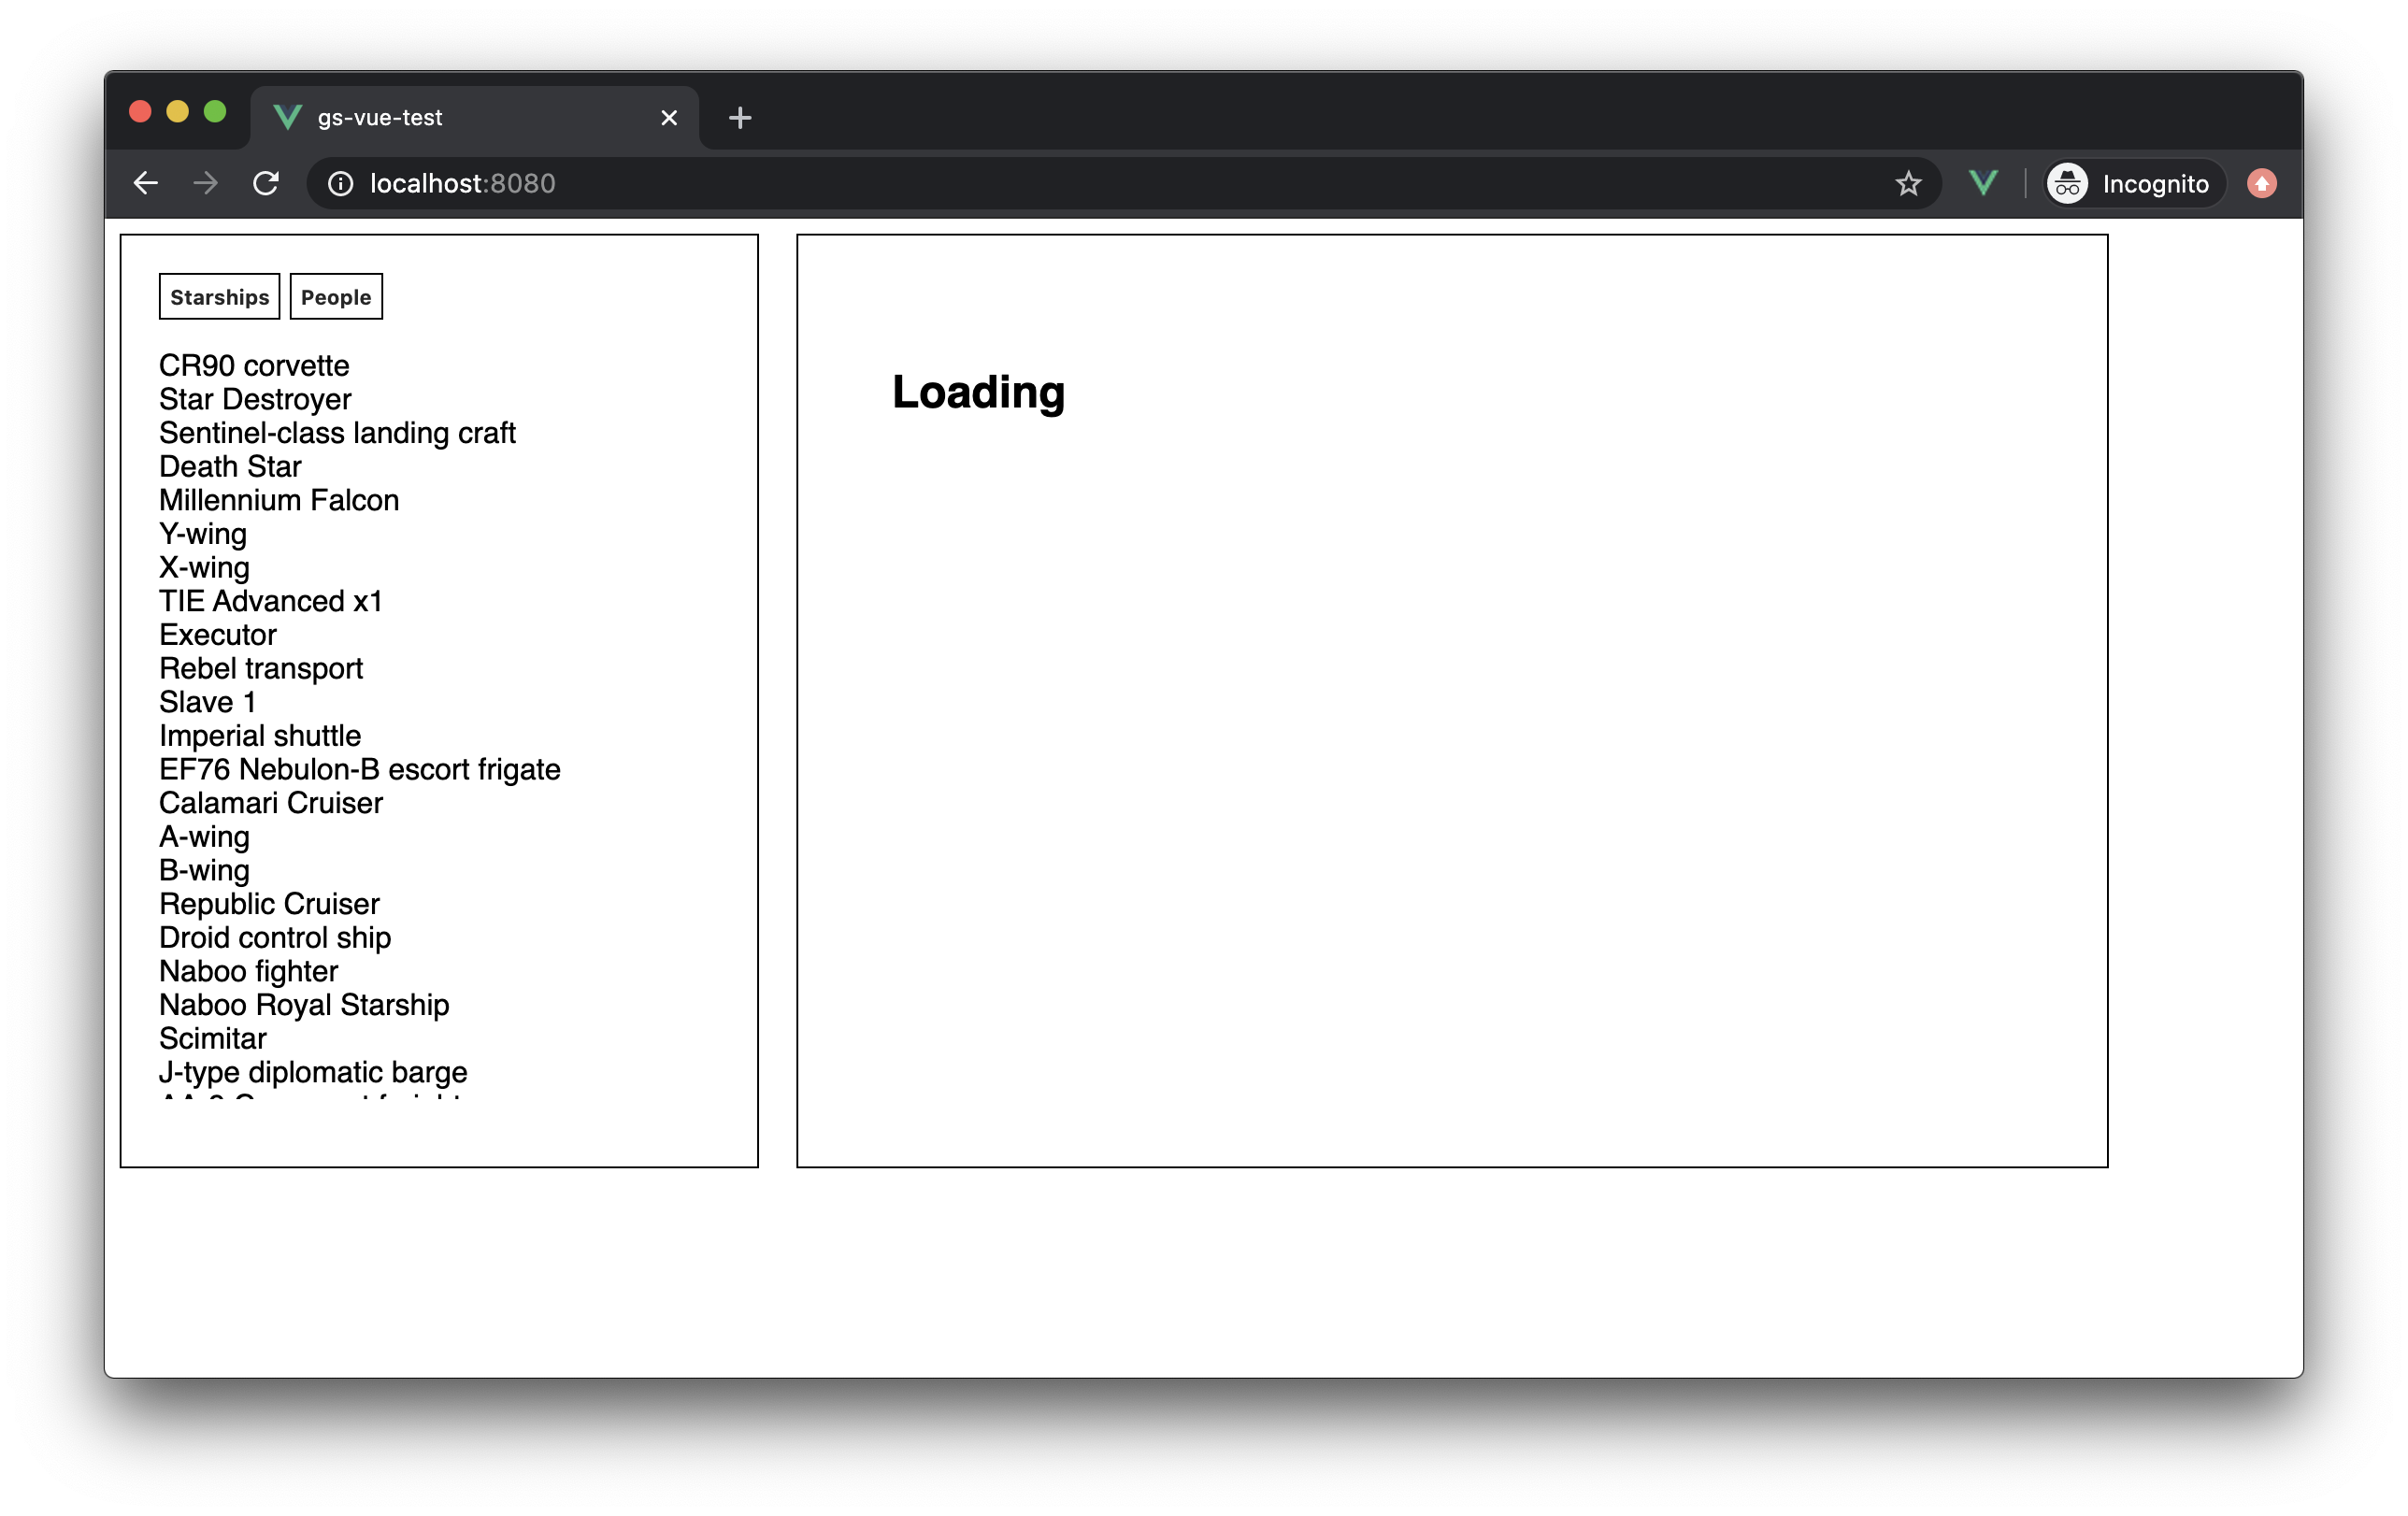 gs-vue-test
localhost:8080
Incognito
Starships People
CR90 corvette
Star Destroyer
Sentinel-class landing craft
Death Star
Millennium Falcon
Y-wing
X-wing
TIE Advanced x1
Executor
Rebel transport
Slave 1
Imperial shuttle
EF76 Nebulon-B escort frigate
Calamari Cruiser
A-wing
B-wing
Republic Cruiser
Droid control ship
Naboo fighter
Naboo Royal Starship
Scimitar
J-type diplomatic barge
Loading